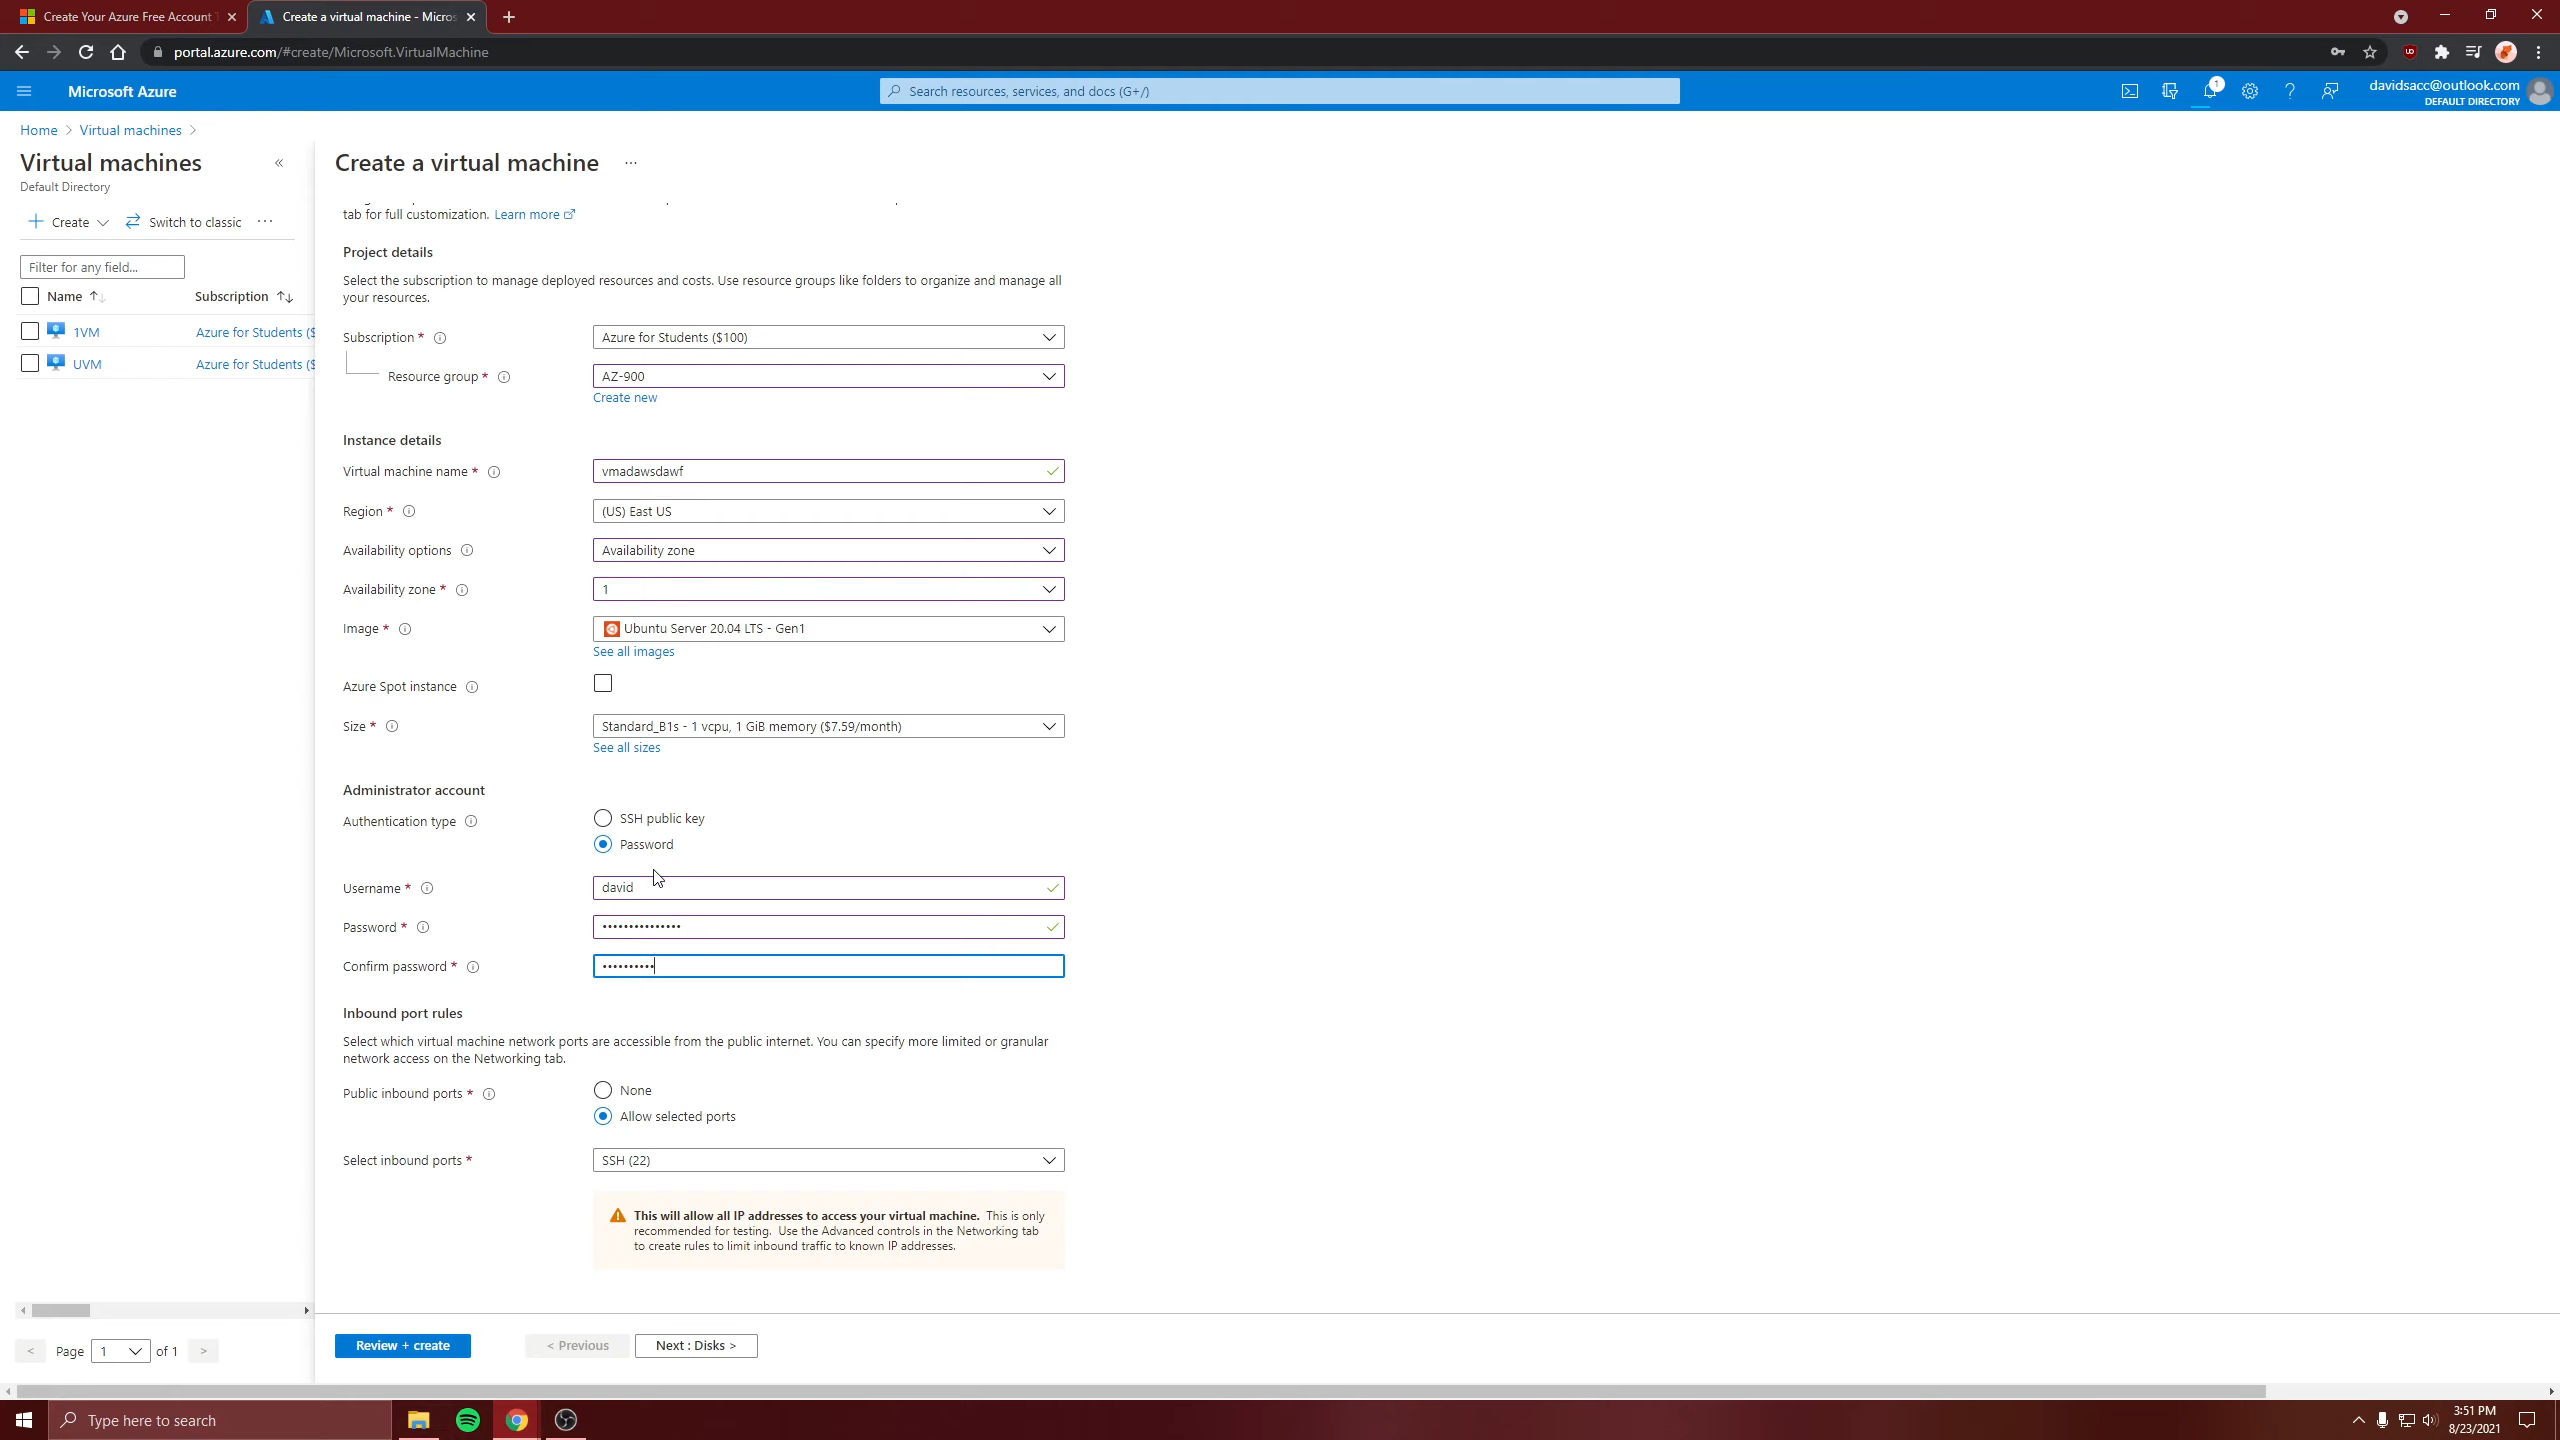 Create Your Azure Free Account T
Create a virtual machine - Micros
portal.azure.com/#create/Microsoft.VirtualMachine
Microsoft Azure
Search resources, services, and docs (G+/)
1
davidsacc@outlook.com
DEFAULT DIRECTORY
Home > Virtual machines >
Virtual machines
«
Default Directory
+ Create
Switch to classic
...
Filter for any field...
Name ↑↓
Subscription ↑↓
1VM
Azure for Students ($
UVM
Azure for Students ($
< Page 1 of 1 >
Create a virtual machine
...
tab for full customization. Learn more
Project details
Select the subscription to manage deployed resources and costs. Use resource groups like folders to organize and manage all
your resources.
Subscription *
Azure for Students ($100)
Resource group *
AZ-900
Create new
Instance details
Virtual machine name *
vmadawsdawf
Region *
(US) East US
Availability options
Availability zone
Availability zone *
1
Image *
Ubuntu Server 20.04 LTS - Gen1
See all images
Azure Spot instance
Size *
Standard_B1s - 1 vcpu, 1 GiB memory ($7.59/month)
See all sizes
Administrator account
Authentication type
SSH public key
Password
Username *
david
Password *
•••••••••••••••
Confirm password *
••••••••••
Inbound port rules
Select which virtual machine network ports are accessible from the public internet. You can specify more limited or granular
network access on the Networking tab.
Public inbound ports *
None
Allow selected ports
Select inbound ports *
SSH (22)
This will allow all IP addresses to access your virtual machine. This is only
recommended for testing. Use the Advanced controls in the Networking tab
to create rules to limit inbound traffic to known IP addresses.
Review + create
< Previous
Next : Disks >
Type here to search
3:51 PM
8/23/2021